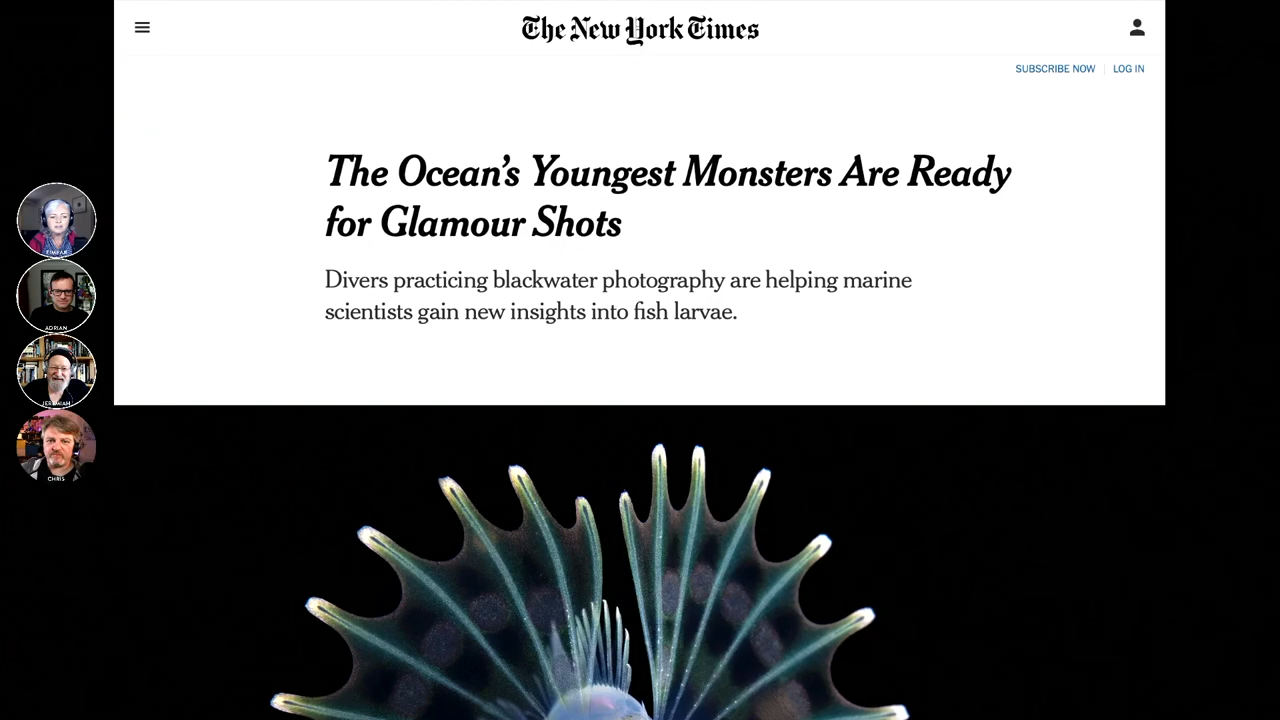 The New York Times
SUBSCRIBE NOW
LOG IN
The Ocean's Youngest Monsters Are Ready
for Glamour Shots
Divers practicing blackwater photography are helping marine
scientists gain new insights into fish larvae.
ADRIAN
JEREMIAH
CHRIS